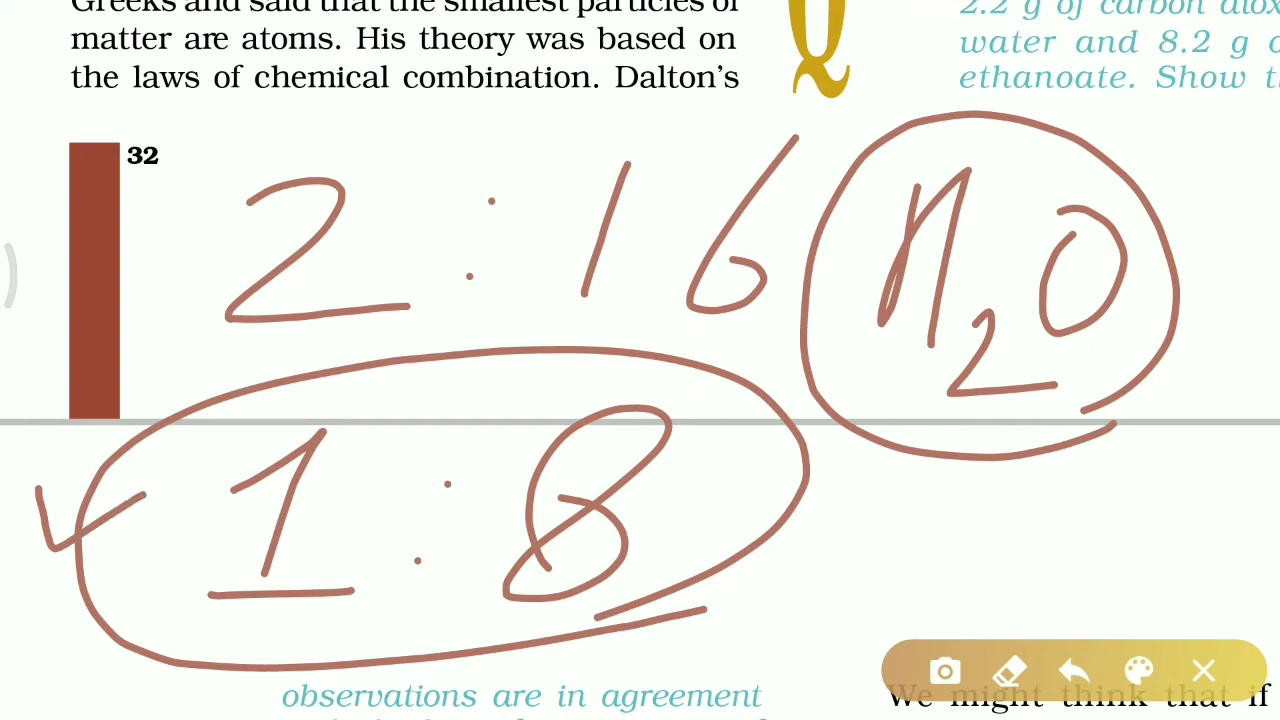 Greeks and said that the smallest particles of
matter are atoms. His theory was based on
the laws of chemical combination. Dalton's
32
Q
2.2 g of carbon diox
water and 8.2 g o
ethanoate. Show t
2 : 16
H2O
1 : 8
observations are in agreement
We might think that if